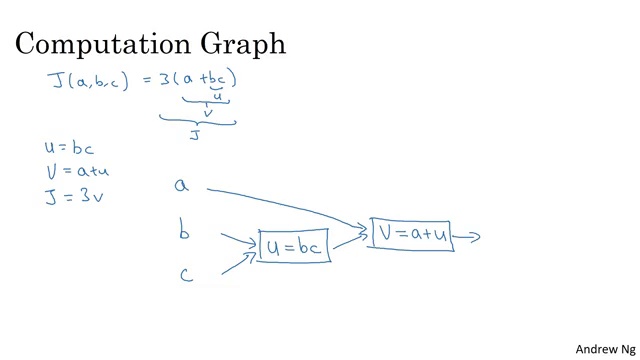 Computation Graph
J(a,b,c) = 3(a+bc)
u
v
J
u = bc
V = a+u
J = 3v
a
b
c
u = bc
V = a+u
Andrew Ng